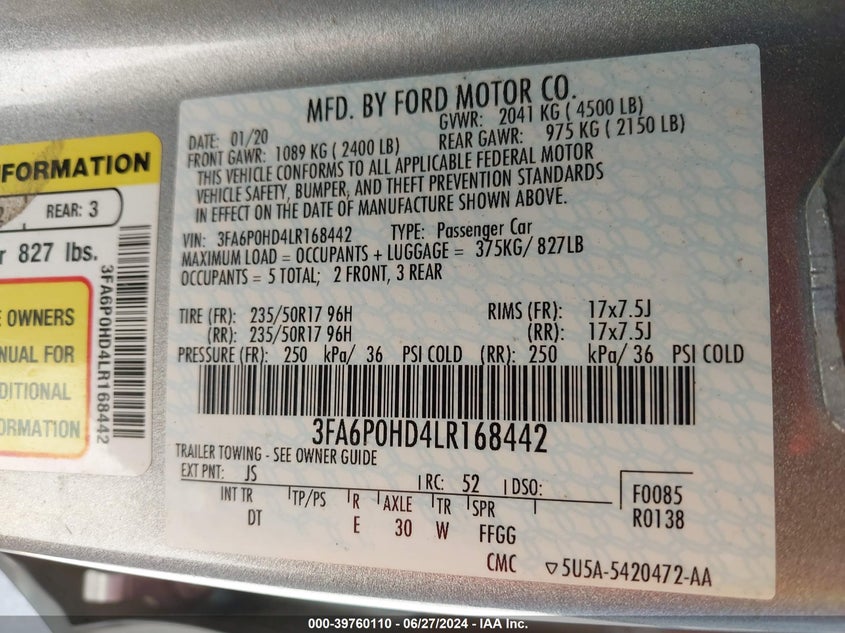 MFD. BY FORD MOTOR CO.
DATE: 01/20 GVWR: 2041 KG ( 4500 LB)
FRONT GAWR: 1089 KG ( 2400 LB) REAR GAWR: 975 KG ( 2150 LB)
THIS VEHICLE CONFORMS TO ALL APPLICABLE FEDERAL MOTOR
VEHICLE SAFETY, BUMPER, AND THEFT PREVENTION STANDARDS
IN EFFECT ON THE DATE OF MANUFACTURE SHOWN ABOVE.
VIN: 3FA6P0HD4LR168442 TYPE: Passenger Car
MAXIMUM LOAD = OCCUPANTS + LUGGAGE = 375KG/ 827LB
OCCUPANTS = 5 TOTAL; 2 FRONT, 3 REAR
TIRE (FR): 235/50R17 96H RIMS (FR): 17x7.5J
(RR): 235/50R17 96H (RR): 17x7.5J
PRESSURE (FR): 250 kPa/ 36 PSI COLD (RR): 250 kPa/ 36 PSI COLD
3FA6P0HD4LR168442
TRAILER TOWING - SEE OWNER GUIDE
EXT PNT: JS RC: 52 DSO:
INT TR TP/PS R AXLE TR SPR
DT E 30 W FFGG
F0085
R0138
CMC 5U5A-5420472-AA
FORMATION
REAR: 3
827 lbs.
OWNERS
FOR
3FA6P0HD4LR168442
000-39760110 - 06/27/2024 - IAA Inc.